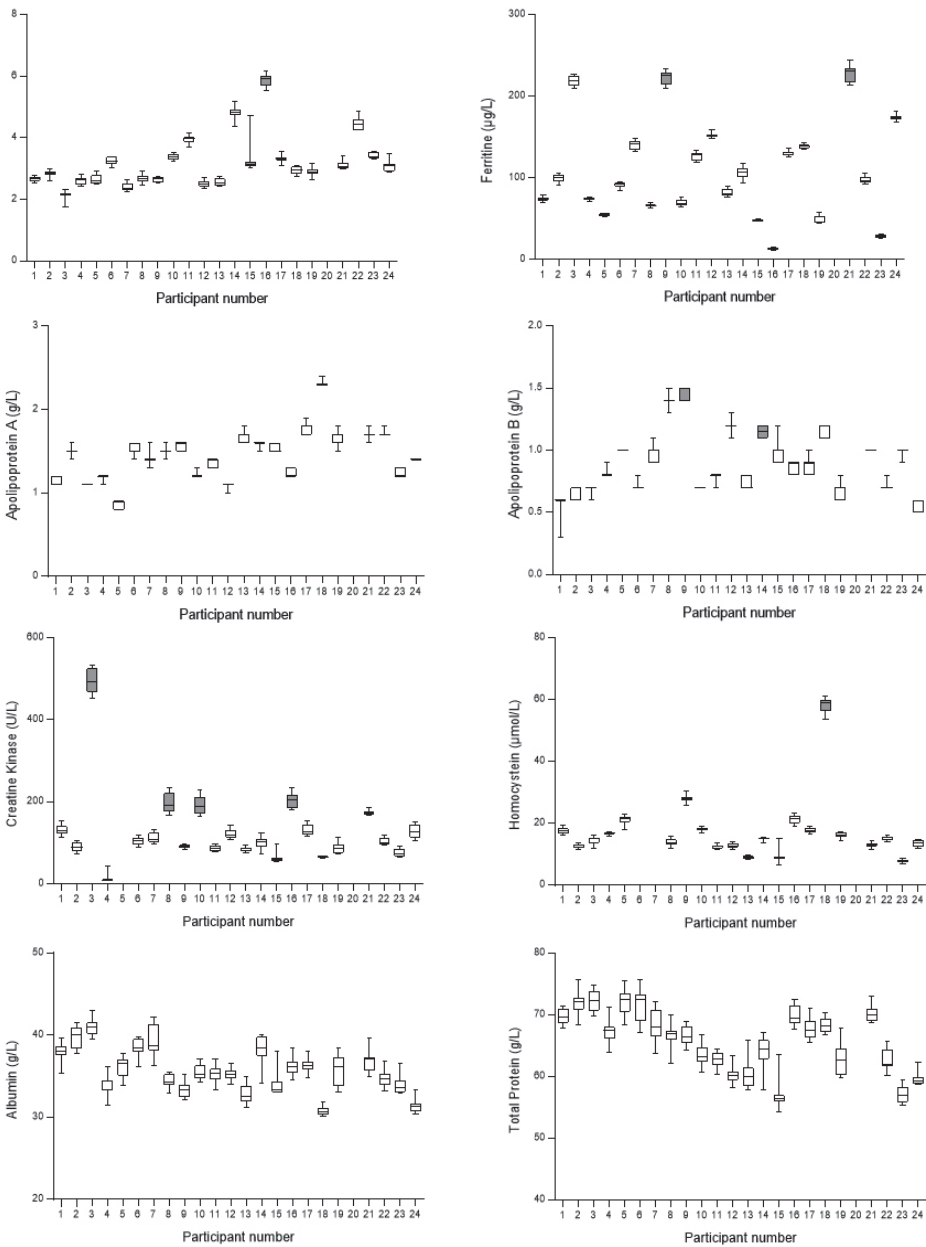 8
6
4
2
0
1 2 3 4 5 6 7 8 9 10 11 12 13 14 15 16 17 18 19 20 21 22 23 24
Participant number
Ferritine (µg/L)
300
200
100
0
1 2 3 4 5 6 7 8 9 10 11 12 13 14 15 16 17 18 19 20 21 22 23 24
Participant number
Apolipoprotein A (g/L)
3
2
1
0
1 2 3 4 5 6 7 8 9 10 11 12 13 14 15 16 17 18 19 20 21 22 23 24
Participant number
Apolipoprotein B (g/L)
2.0
1.5
1.0
0.5
0.0
1 2 3 4 5 6 7 8 9 10 11 12 13 14 15 16 17 18 19 20 21 22 23 24
Participant number
Creatine Kinase (U/L)
600
400
200
0
1 2 3 4 5 6 7 8 9 10 11 12 13 14 15 16 17 18 19 20 21 22 23 24
Participant number
Homocystein (µmol/L)
80
60
40
20
0
1 2 3 4 5 6 7 8 9 10 11 12 13 14 15 16 17 18 19 20 21 22 23 24
Participant number
Albumin (g/L)
50
40
30
20
1 2 3 4 5 6 7 8 9 10 11 12 13 14 15 16 17 18 19 20 21 22 23 24
Participant number
Total Protein (g/L)
80
70
60
50
40
1 2 3 4 5 6 7 8 9 10 11 12 13 14 15 16 17 18 19 20 21 22 23 24
Participant number